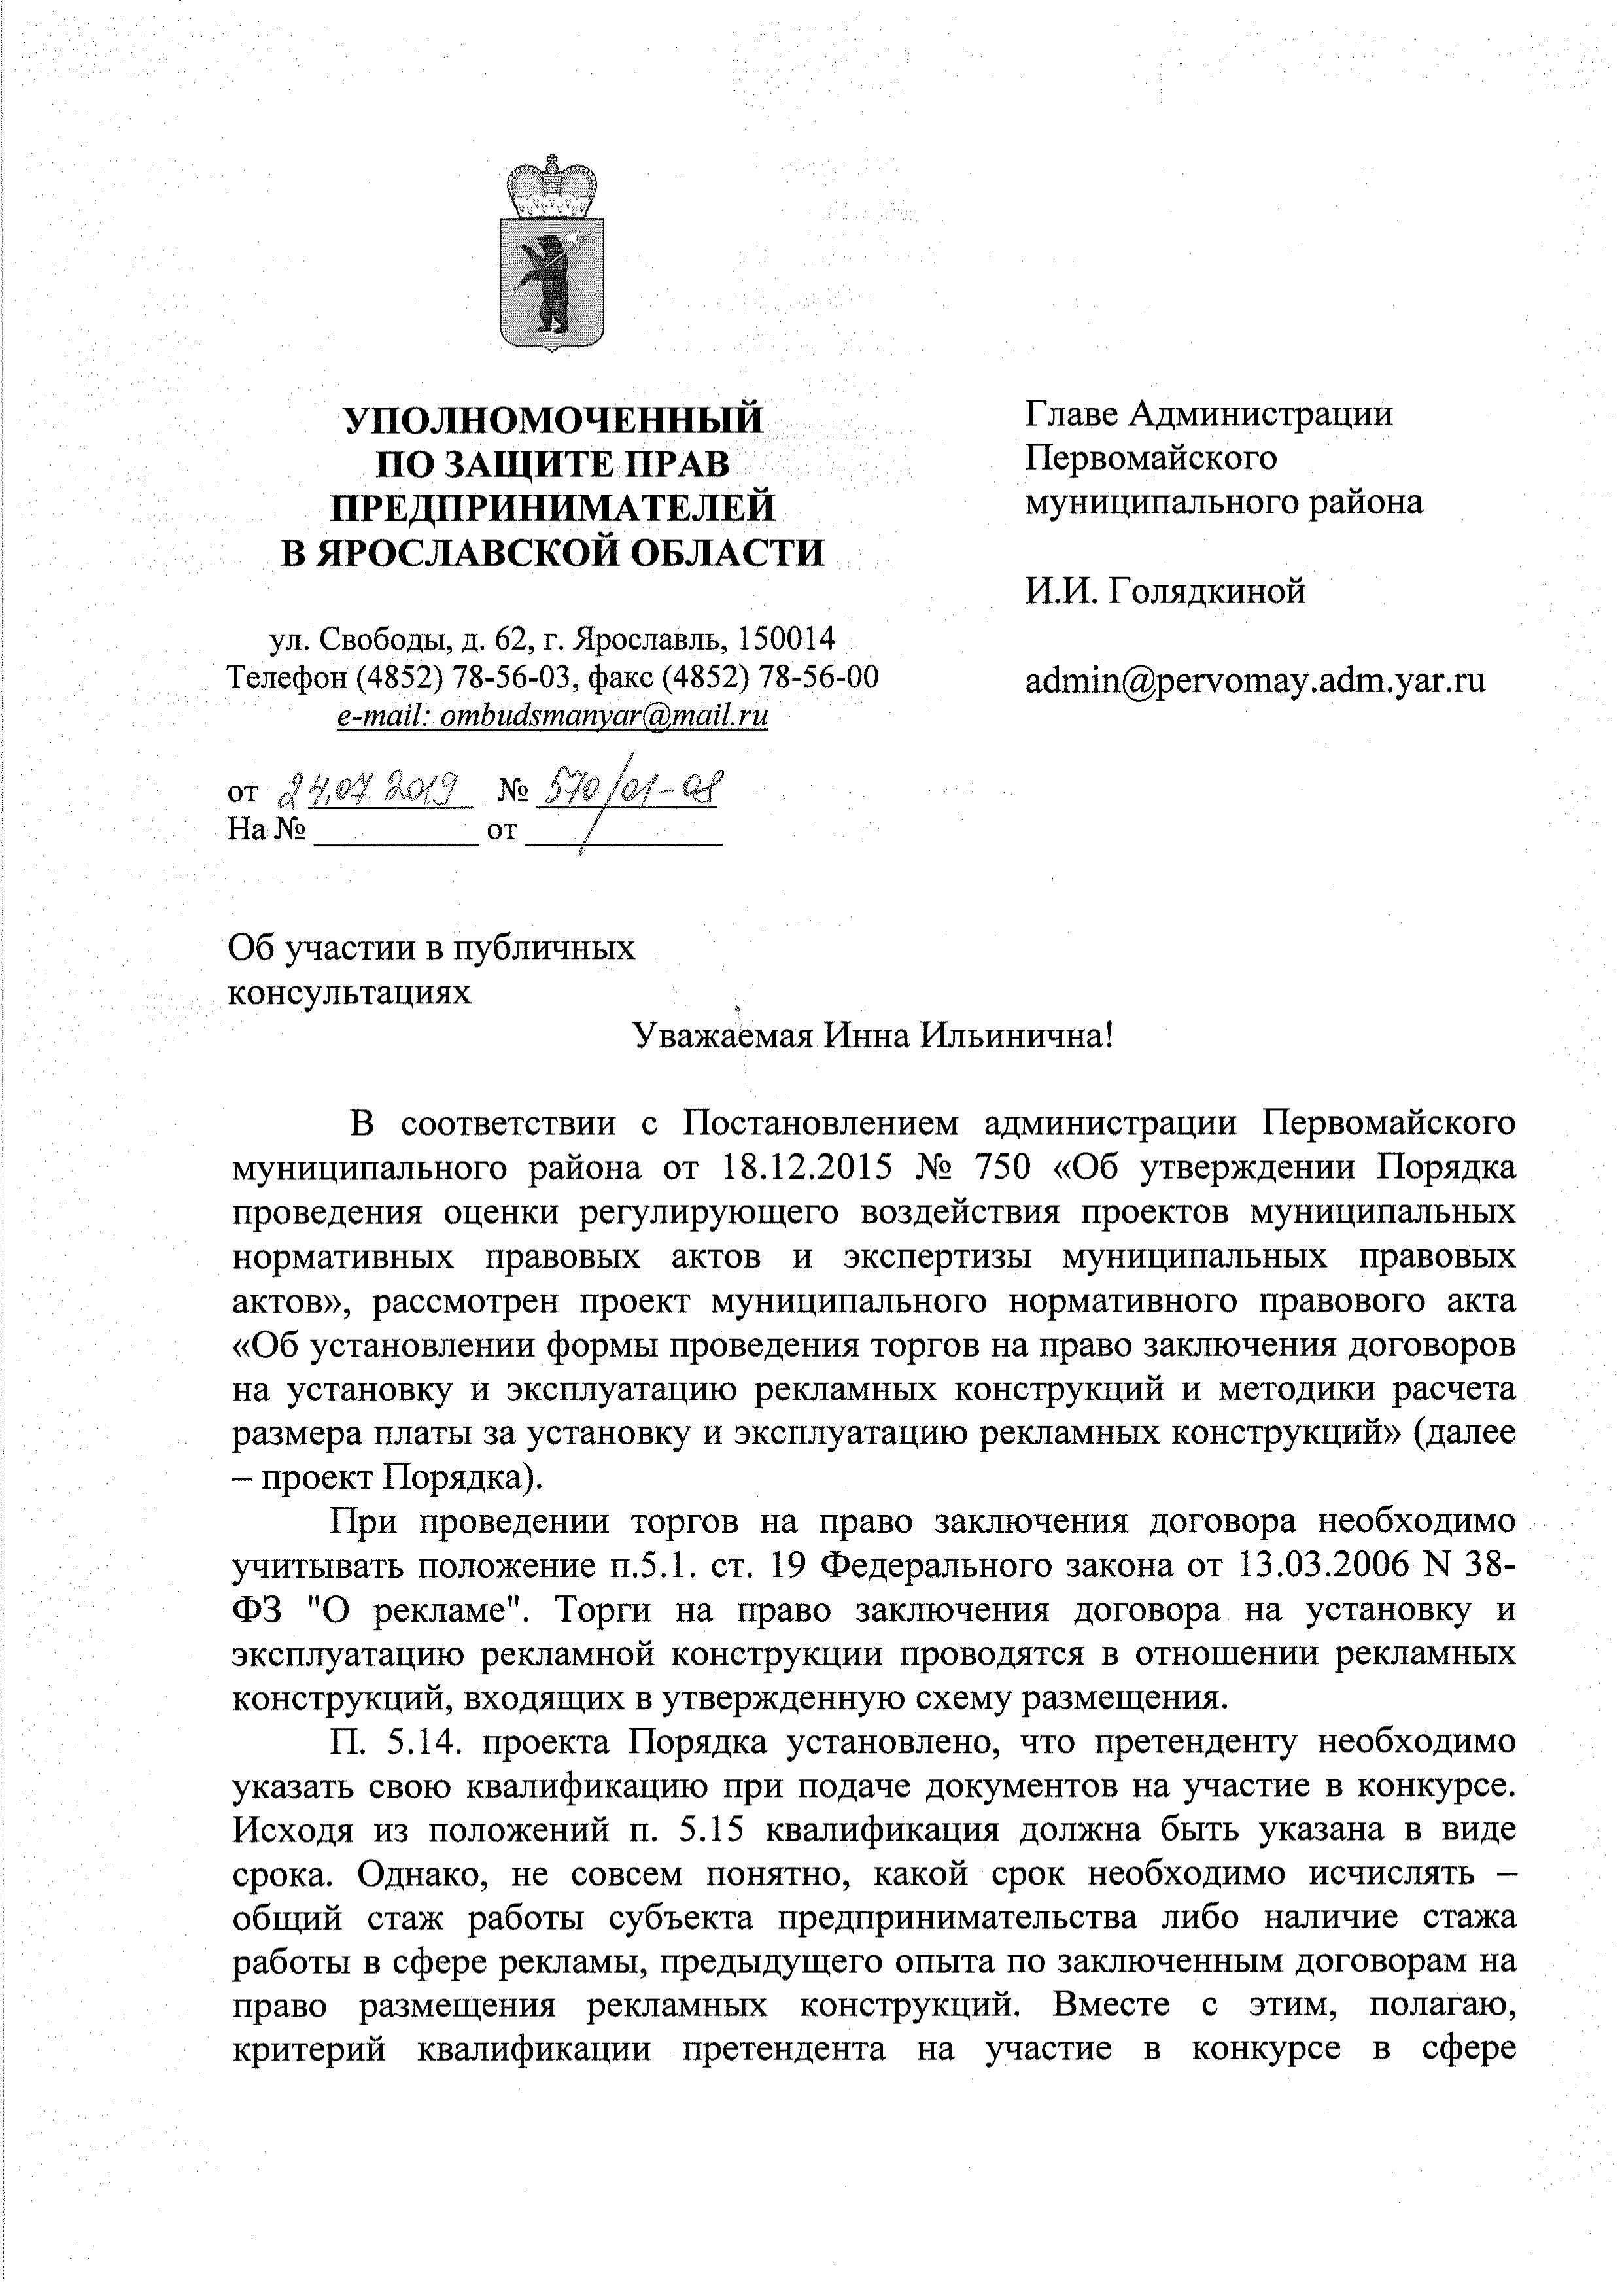 УПОЛНОМОЧЕННЫЙ
ПО ЗАЩИТЕ ПРАВ
ПРЕДПРИНИМАТЕЛЕЙ
В ЯРОСЛАВСКОЙ ОБЛАСТИ
ул. Свободы, д. 62, г. Ярославль, 150014
Телефон (4852) 78-56-03, факс (4852) 78-56-00
e-mail: ombudsmanyar@mail.ru
от 24.07.2019 № 570/01-08
На № __________ от ____________
Главе Администрации
Первомайского
муниципального района
И.И. Голядкиной
admin@pervomay.adm.yar.ru
Об участии в публичных
консультациях
Уважаемая Инна Ильинична!
В соответствии с Постановлением администрации Первомайского
муниципального района от 18.12.2015 № 750 «Об утверждении Порядка
проведения оценки регулирующего воздействия проектов муниципальных
нормативных правовых актов и экспертизы муниципальных правовых
актов», рассмотрен проект муниципального нормативного правового акта
«Об установлении формы проведения торгов на право заключения договоров
на установку и эксплуатацию рекламных конструкций и методики расчета
размера платы за установку и эксплуатацию рекламных конструкций» (далее
– проект Порядка).
При проведении торгов на право заключения договора необходимо
учитывать положение п.5.1. ст. 19 Федерального закона от 13.03.2006 N 38-
ФЗ "О рекламе". Торги на право заключения договора на установку и
эксплуатацию рекламной конструкции проводятся в отношении рекламных
конструкций, входящих в утвержденную схему размещения.
П. 5.14. проекта Порядка установлено, что претенденту необходимо
указать свою квалификацию при подаче документов на участие в конкурсе.
Исходя из положений п. 5.15 квалификация должна быть указана в виде
срока. Однако, не совсем понятно, какой срок необходимо исчислять –
общий стаж работы субъекта предпринимательства либо наличие стажа
работы в сфере рекламы, предыдущего опыта по заключенным договорам на
право размещения рекламных конструкций. Вместе с этим, полагаю,
критерий квалификации претендента на участие в конкурсе в сфере